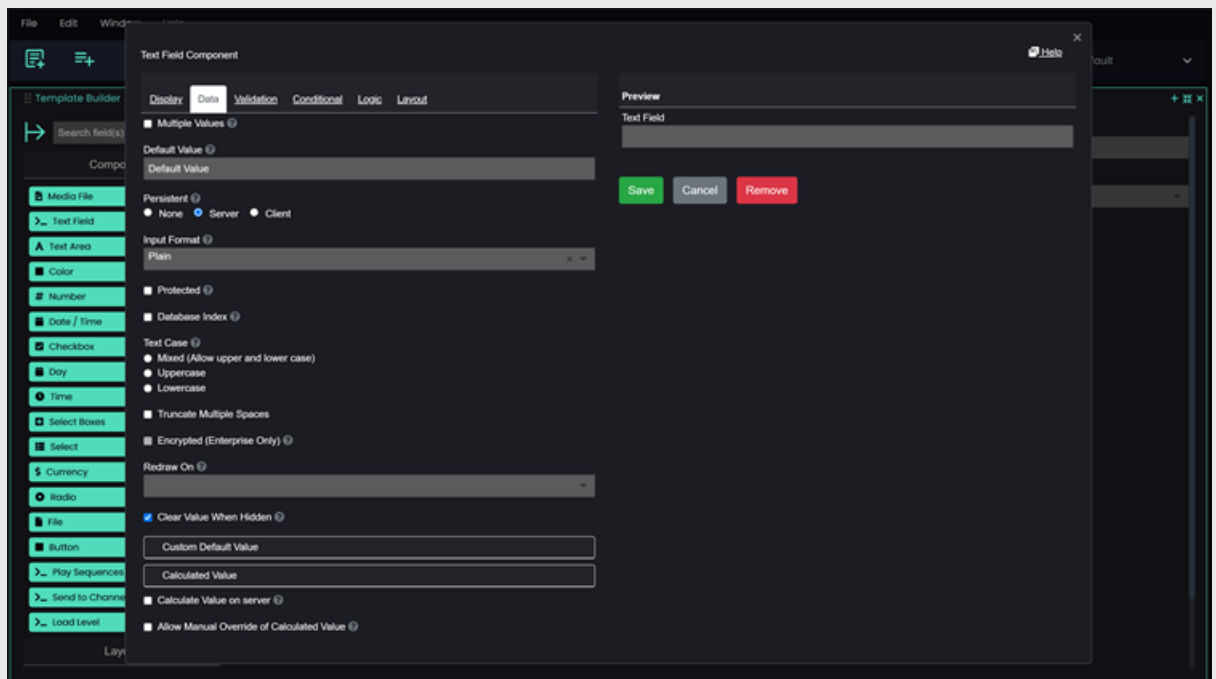 File Edit
Text Field Component
Help
×
Template Builder
Search field(s)
Media File
Text Field
Text Area
Color
Number
Date / Time
Checkbox
Day
Time
Select Boxes
Select
Currency
Radio
File
Button
Play Sequences
Load Level
Display Data Validation Conditional Logic Layout
Multiple Values
Default Value
Default Value
Persistent
None Server Client
Input Format
Plain
Protected
Database Index
Text Case
Mixed (Allow upper and lower case)
Uppercase
Lowercase
Truncate Multiple Spaces
Encrypted (Enterprise Only)
Redraw On
Clear Value When Hidden
Custom Default Value
Calculated Value
Calculate Value on server
Allow Manual Override of Calculated Value
Preview
Text Field
Save Cancel Remove